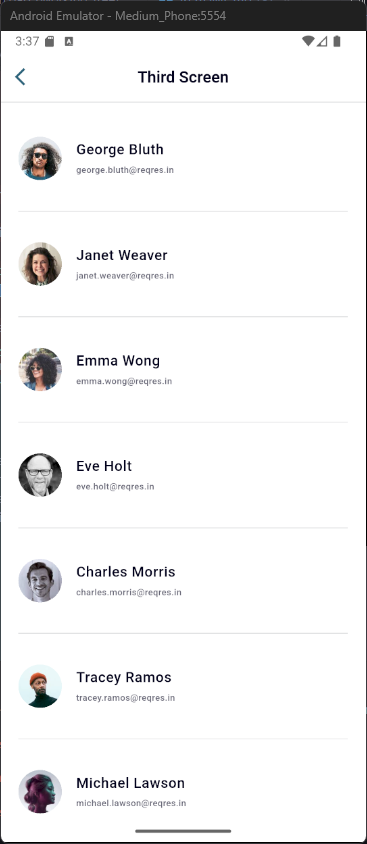 Android Emulator - Medium_Phone:5554
3:37
Third Screen
George Bluth
george.bluth@reqres.in
Janet Weaver
janet.weaver@reqres.in
Emma Wong
emma.wong@reqres.in
Eve Holt
eve.holt@reqres.in
Charles Morris
charles.morris@reqres.in
Tracey Ramos
tracey.ramos@reqres.in
Michael Lawson
michael.lawson@reqres.in